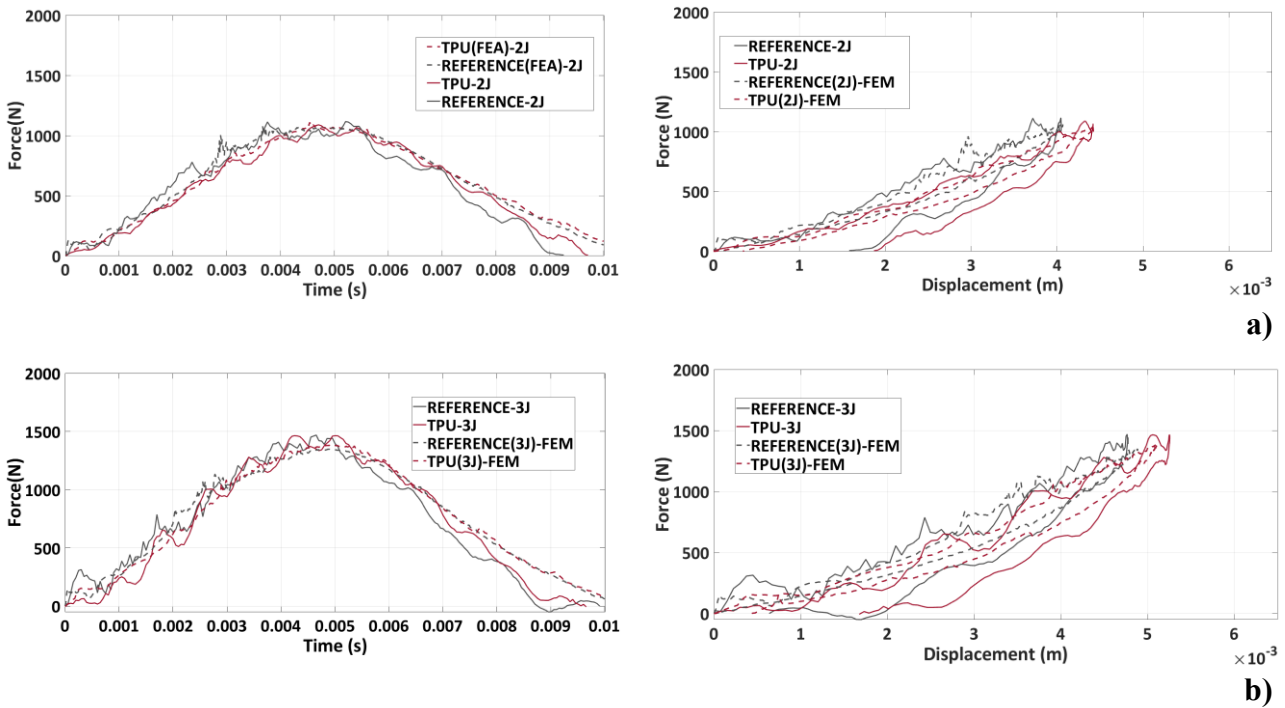 2000
1500
1000
500
0
Force(N)
TPU(FEA)-2J
REFERENCE(FEA)-2J
TPU-2J
REFERENCE-2J
0 0.001 0.002 0.003 0.004 0.005 0.006 0.007 0.008 0.009 0.01
Time (s)
2000
1500
1000
500
0
Force (N)
REFERENCE-2J
TPU-2J
REFERENCE(2J)-FEM
TPU(2J)-FEM
0 1 2 3 4 5 6
Displacement (m)
×10⁻³
a)
2000
1500
1000
500
0
Force(N)
REFERENCE-3J
TPU-3J
REFERENCE(3J)-FEM
TPU(3J)-FEM
0 0.001 0.002 0.003 0.004 0.005 0.006 0.007 0.008 0.009 0.01
Time (s)
2000
1500
1000
500
0
Force (N)
REFERENCE-3J
TPU-3J
REFERENCE(3J)-FEM
TPU(3J)-FEM
0 1 2 3 4 5 6
Displacement (m)
×10⁻³
b)